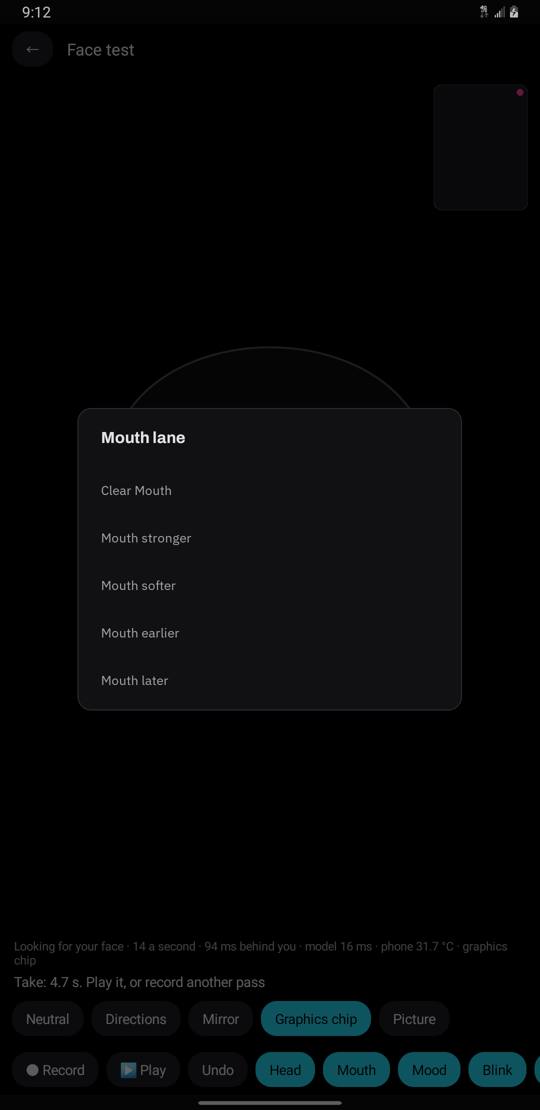 9:12
← Face test
Mouth lane
Clear Mouth
Mouth stronger
Mouth softer
Mouth earlier
Mouth later
Looking for your face · 14 a second · 94 ms behind you · model 16 ms · phone 31.7 °C · graphics
chip
Take: 4.7 s. Play it, or record another pass
Neutral Directions Mirror Graphics chip Picture
Record Play Undo Head Mouth Mood Blink